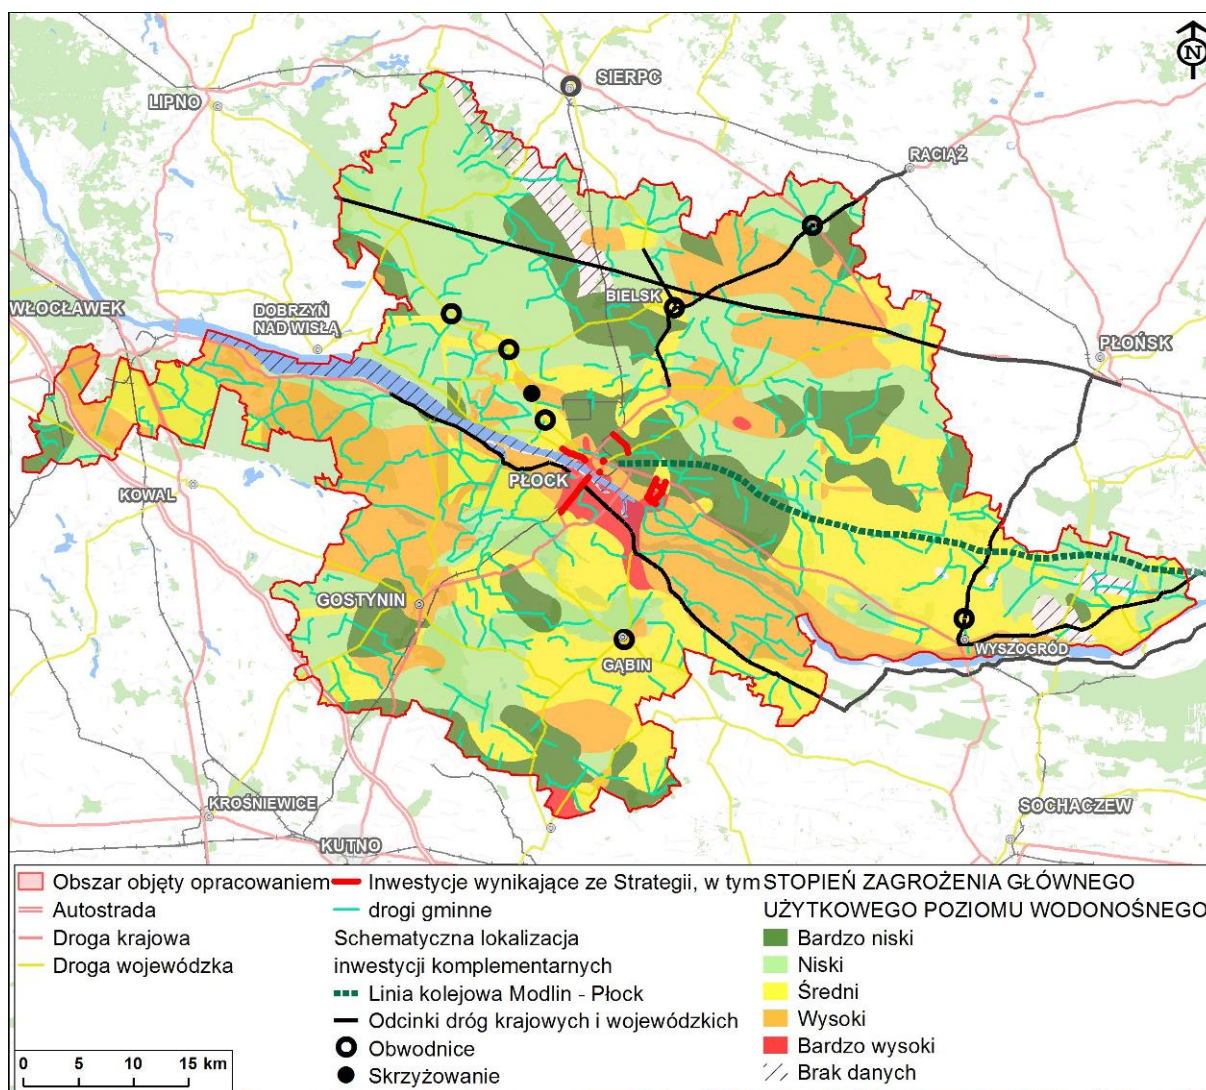 N
SIERPC
LIPNO
RACIĄŻ
WŁOCŁAWEK
DOBRZYŃ
NAD WISŁĄ
BIELSK
PŁOŃSK
PŁOCK
KOWAL
GOSTYNIN
GĄBIN
WYSZOGRÓD
KROŚNIEWICE
KUTNO
SOCHACZEW
Obszar objęty opracowaniem
Autostrada
Droga krajowa
Droga wojewódzka
0 5 10 15 km
Inwestycje wynikające ze Strategii, w tym
drogi gminne
Schematyczna lokalizacja
inwestycji komplementarnych
Linia kolejowa Modlin - Płock
Odcinki dróg krajowych i wojewódzkich
Obwodnice
Skrzyżowanie
STOPIEŃ ZAGROŻENIA GŁÓWNEGO
UŻYTKOWEGO POZIOMU WODONOŚNEGO
Bardzo niski
Niski
Średni
Wysoki
Bardzo wysoki
Brak danych